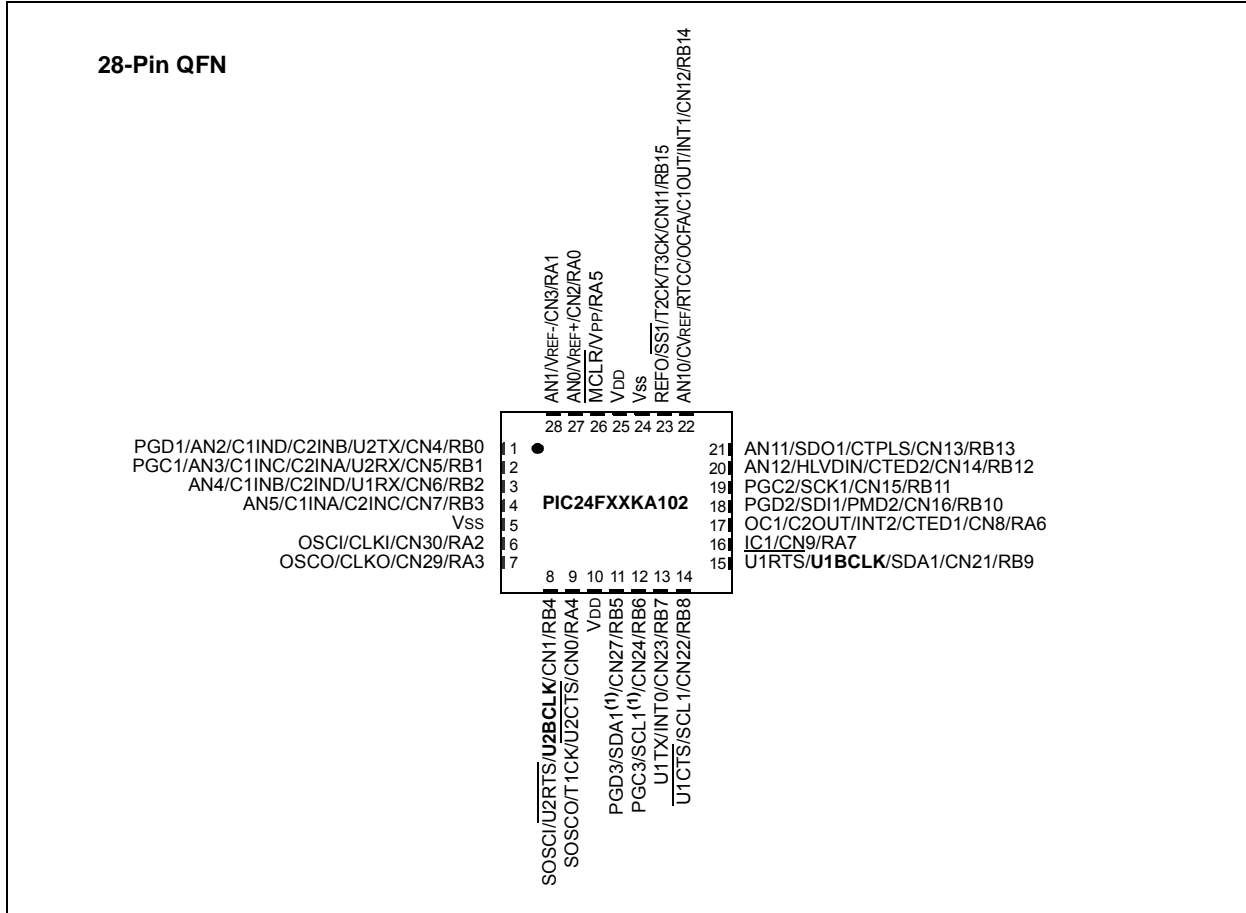 28-Pin QFN
AN1/VREF-/CN3/RA1
AN0/VREF+/CN2/RA0
MCLR/VPP/RA5
VDD
VSS
REFO/SS1/T2CK/T3CK/CN11/RB15
AN10/CVREF/RTCC/OCFA/C1OUT/INT1/CN12/RB14
28 27 26 25 24 23 22
PGD1/AN2/C1IND/C2INB/U2TX/CN4/RB0 1
PGC1/AN3/C1INC/C2INA/U2RX/CN5/RB1 2
AN4/C1INB/C2IND/U1RX/CN6/RB2 3
AN5/C1INA/C2INC/CN7/RB3 4
VSS 5
OSCI/CLKI/CN30/RA2 6
OSCO/CLKO/CN29/RA3 7
PIC24FXXKA102
21 AN11/SDO1/CTPLS/CN13/RB13
20 AN12/HLVDIN/CTED2/CN14/RB12
19 PGC2/SCK1/CN15/RB11
18 PGD2/SDI1/PMD2/CN16/RB10
17 OC1/C2OUT/INT2/CTED1/CN8/RA6
16 IC1/CN9/RA7
15 U1RTS/U1BCLK/SDA1/CN21/RB9
8 9 10 11 12 13 14
SOSCI/U2RTS/U2BCLK/CN1/RB4
SOSCO/T1CK/U2CTS/CN0/RA4
VDD
PGD3/SDA1(1)/CN27/RB5
PGC3/SCL1(1)/CN24/RB6
U1TX/INT0/CN23/RB7
U1CTS/SCL1/CN22/RB8